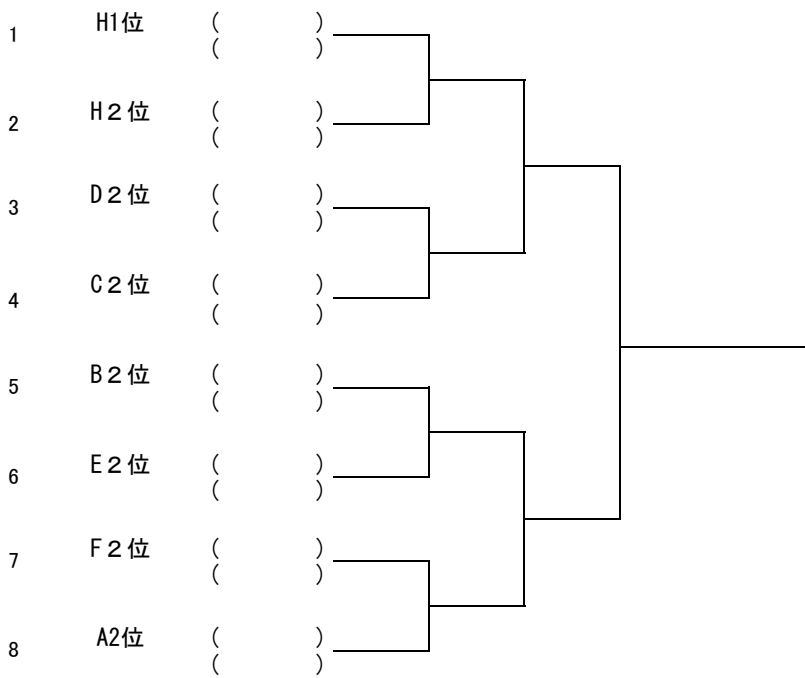 1 H1位 ( )
( )
2 H２位 ( )
( )
3 D２位 ( )
( )
4 C２位 ( )
( )
5 B２位 ( )
( )
6 E２位 ( )
( )
7 F２位 ( )
( )
8 A2位 ( )
( )